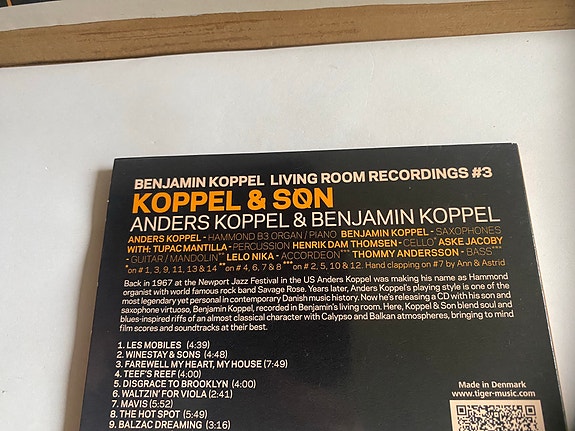 BENJAMIN KOPPEL LIVING ROOM RECORDINGS #3
KOPPEL & SØN
ANDERS KOPPEL & BENJAMIN KOPPEL
ANDERS KOPPEL - HAMMOND B3 ORGAN / PIANO BENJAMIN KOPPEL - SAXOPHONES
WITH: TUPAC MANTILLA - PERCUSSION HENRIK DAM THOMSEN - CELLO* ASKE JACOBY
- GUITAR / MANDOLIN** LELO NIKA - ACCORDEON*** THOMMY ANDERSSON - BASS***
*on # 1, 3, 9, 11, 13 & 14 **on # 4, 6, 7 & 8 ***on # 2, 5, 10 & 12. Hand clapping on #7 by Ann & Astrid
Back in 1967 at the Newport Jazz Festival in the US Anders Koppel was making his name as Hammond
organist with world famous rock band Savage Rose. Years later, Anders Koppel's playing style is one of the
most legendary yet personal in contemporary Danish music history. Now he's releasing a CD with his son and
saxophone virtuoso, Benjamin Koppel, recorded in Benjamin's living room. Here, Koppel & Søn blend soul and
blues-inspired riffs of an almost classical character with Calypso and Balkan atmospheres, bringing to mind
film scores and soundtracks at their best.
1. LES MOBILES (4:39)
2. WINESTAY & SONS (4:48)
3. FAREWELL MY HEART, MY HOUSE (7:49)
4. TEEF'S REEF (4:00)
5. DISGRACE TO BROOKLYN (4:00)
6. WALTZIN' FOR VIOLA (2:41)
7. MAVIS (5:52)
8. THE HOT SPOT (5:49)
9. BALZAC DREAMING (3:16)
Made in Denmark
www.tiger-music.com